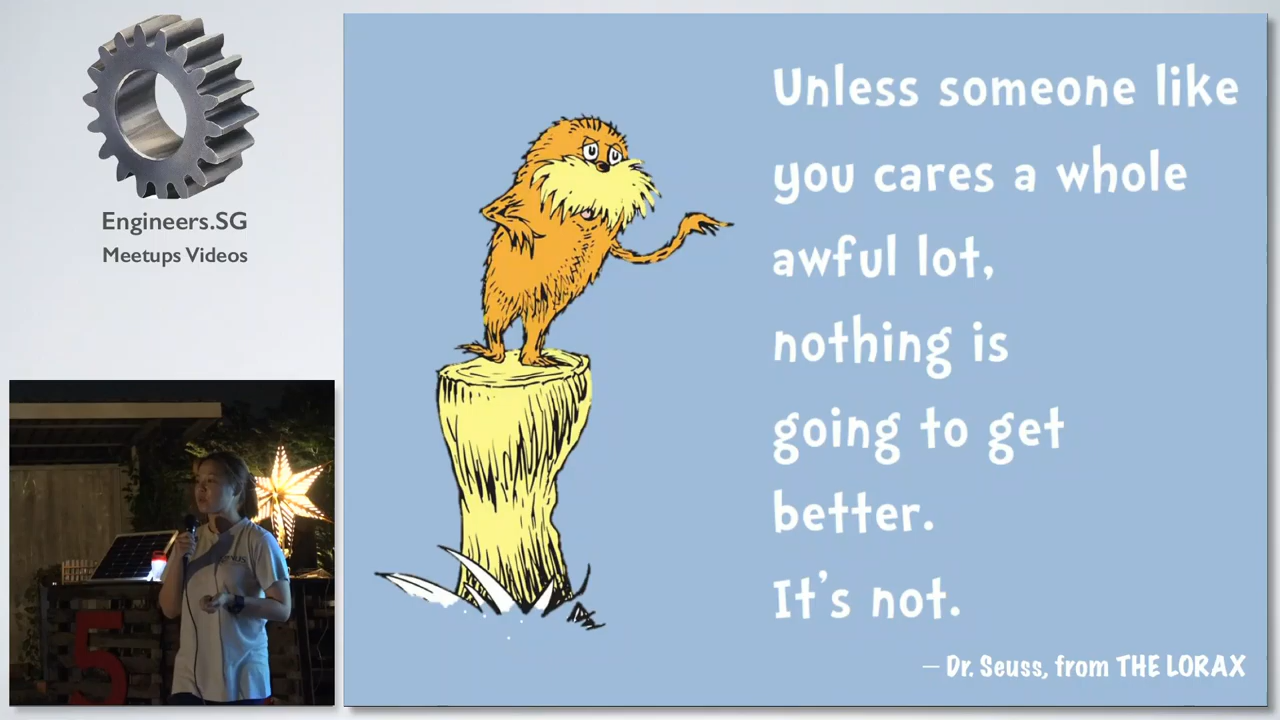 Engineers.SG
Meetups Videos
Unless someone like
you cares a whole
awful lot,
nothing is
going to get
better.
It's not.
– Dr. Seuss, from THE LORAX
5